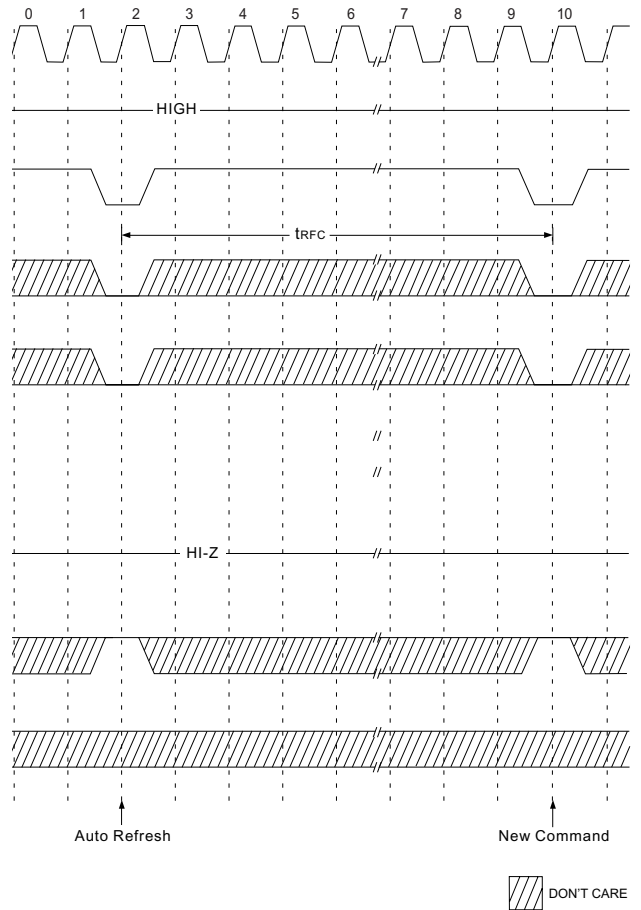 0 1 2 3 4 5 6 7 8 9 10
HIGH
tRFC
HI-Z
Auto Refresh New Command
DON'T CARE